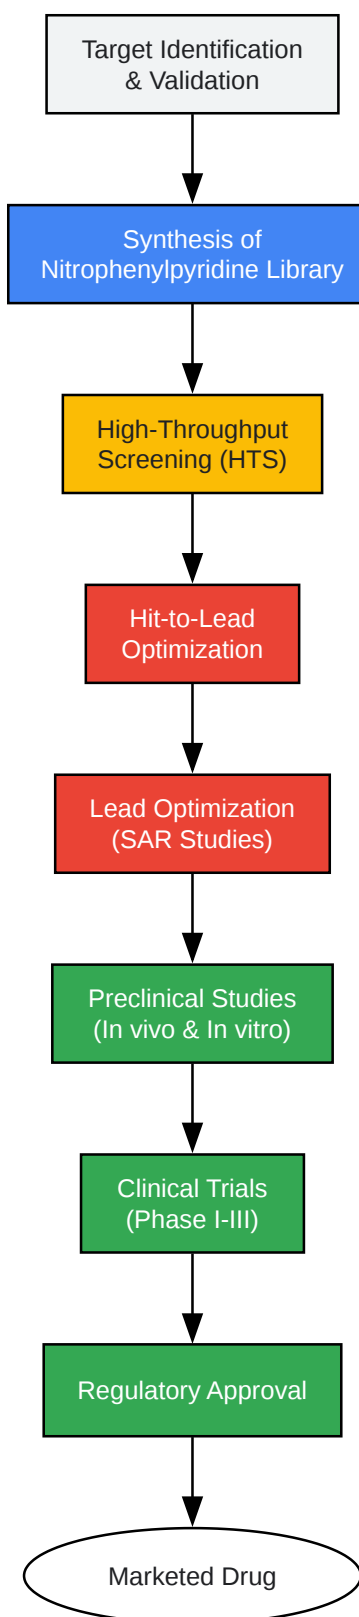 Target Identification
& Validation
Synthesis of
Nitrophenylpyridine Library
High-Throughput
Screening (HTS)
Hit-to-Lead
Optimization
Lead Optimization
(SAR Studies)
Preclinical Studies
(In vivo & In vitro)
Clinical Trials
(Phase I-III)
Regulatory Approval
Marketed Drug